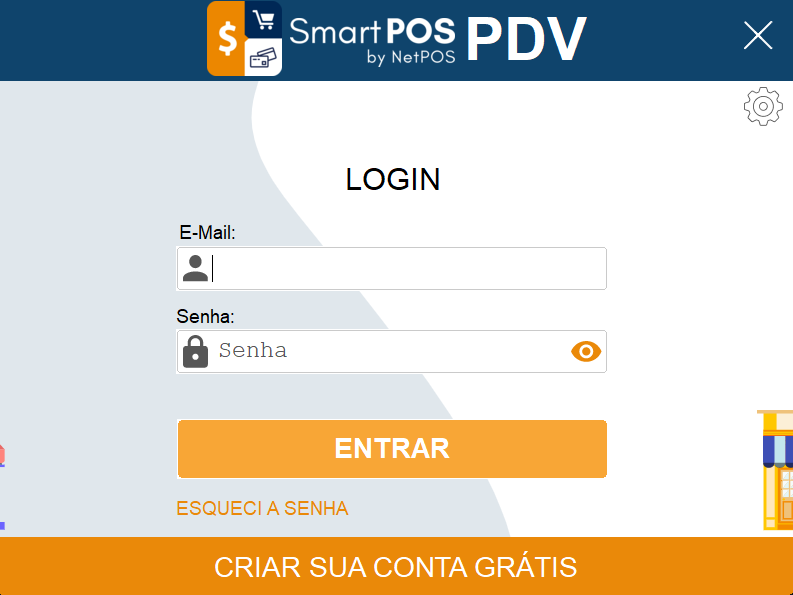 $ SmartPOS PDV
by NetPOS
LOGIN
E-Mail:
Senha:
Senha
ENTRAR
ESQUECI A SENHA
CRIAR SUA CONTA GRÁTIS